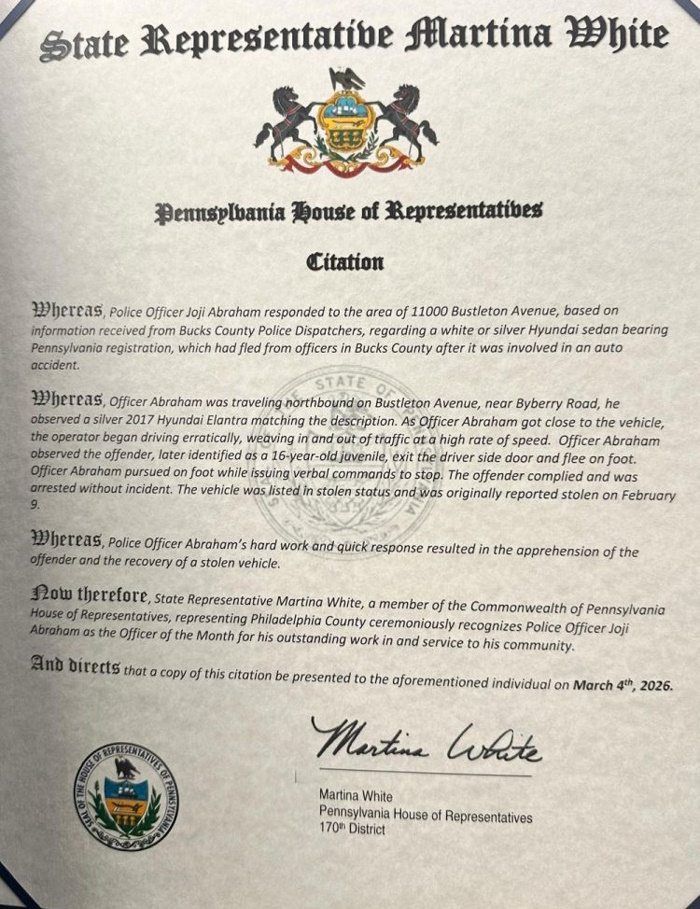 State Representative Martina White
Pennsylvania House of Representatives
Citation
Whereas, Police Officer Joji Abraham responded to the area of 11000 Bustleton Avenue, based on
information received from Bucks County Police Dispatchers, regarding a white or silver Hyundai sedan bearing
Pennsylvania registration, which had fled from officers in Bucks County after it was involved in an auto
accident.
Whereas, Officer Abraham was traveling northbound on Bustleton Avenue, near Byberry Road, he
observed a silver 2017 Hyundai Elantra matching the description. As Officer Abraham got close to the vehicle,
the operator began driving erratically, weaving in and out of traffic at a high rate of speed. Officer Abraham
observed the offender, later identified as a 16-year-old juvenile, exit the driver side door and flee on foot.
Officer Abraham pursued on foot while issuing verbal commands to stop. The offender complied and was
arrested without incident. The vehicle was listed in stolen status and was originally reported stolen on February
9.
Whereas, Police Officer Abraham's hard work and quick response resulted in the apprehension of the
offender and the recovery of a stolen vehicle.
Now therefore, State Representative Martina White, a member of the Commonwealth of Pennsylvania
House of Representatives, representing Philadelphia County ceremoniously recognizes Police Officer Joji
Abraham as the Officer of the Month for his outstanding work in and service to his community.
And directs that a copy of this citation be presented to the aforementioned individual on March 4th, 2026.
Martina White
Martina White
Pennsylvania House of Representatives
170th District
SEAL OF THE HOUSE OF REPRESENTATIVES OF PENNSYLVANIA
STATE OF